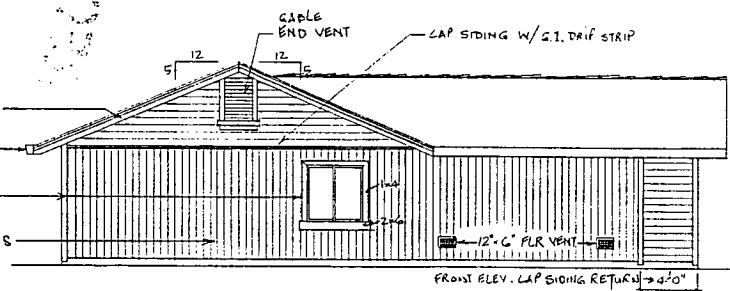 GABLE
END VENT
LAP SIDING W/ G.I. DRIP STRIP
12
12
5
5
1x4
2x6
12"x6" FLR VENT
S
FRONT ELEV. LAP SIDING RETURN
4'-0"